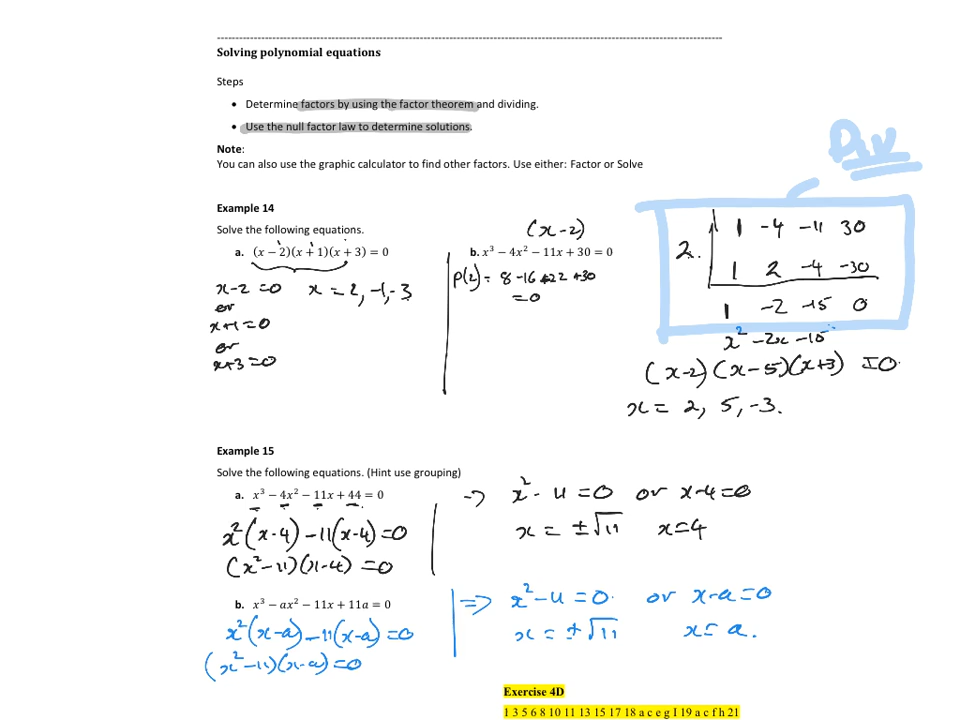 Solving polynomial equations
Steps
• Determine factors by using the factor theorem and dividing.
• Use the null factor law to determine solutions.
Note:
You can also use the graphic calculator to find other factors. Use either: Factor or Solve
Div
Example 14
Solve the following equations.
a. (x − 2)(x + 1)(x + 3) = 0
x-2 = 0 x = 2, -1, -3
or
x+1 = 0
or
x+3 = 0
(x-2)
b. x³ − 4x² − 11x + 30 = 0
P(2) = 8 -16 -22 +30
= 0
2. 1 -4 -11 30
1 2 -4 -30
1 -2 -15 0
x² -2x -15
(x-2)(x-5)(x+3) = 0.
x = 2, 5, -3.
Example 15
Solve the following equations. (Hint use grouping)
a. x³ − 4x² − 11x + 44 = 0
x²(x-4) -11(x-4) = 0
(x²-11)(x-4) = 0
→ x² - 11 = 0 or x-4 = 0
x = ±√11 x = 4
b. x³ − ax² − 11x + 11a = 0
x²(x-a) -11(x-a) = 0
(x²-11)(x-a) = 0
⇒ x² - 11 = 0. or x-a = 0
x = ±√11 x = a.
Exercise 4D
1 3 5 6 8 10 11 13 15 17 18 a c e g I 19 a c f h 21